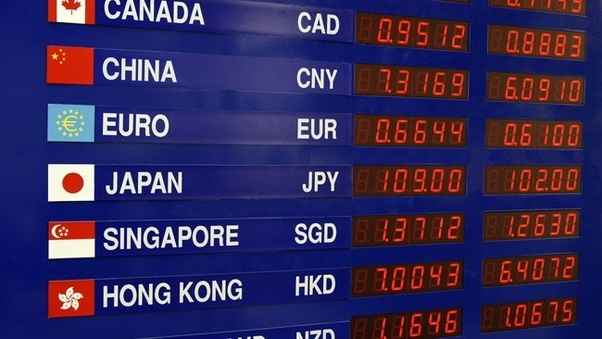 CANADA CAD 0.9512 0.8883
CHINA CNY 7.3169 6.0910
€ EURO EUR 0.6644 0.6100
JAPAN JPY 109.00 102.00
SINGAPORE SGD 1.3712 1.2630
HONG KONG HKD 7.0043 6.4072
NZD 1.1646 1.0675